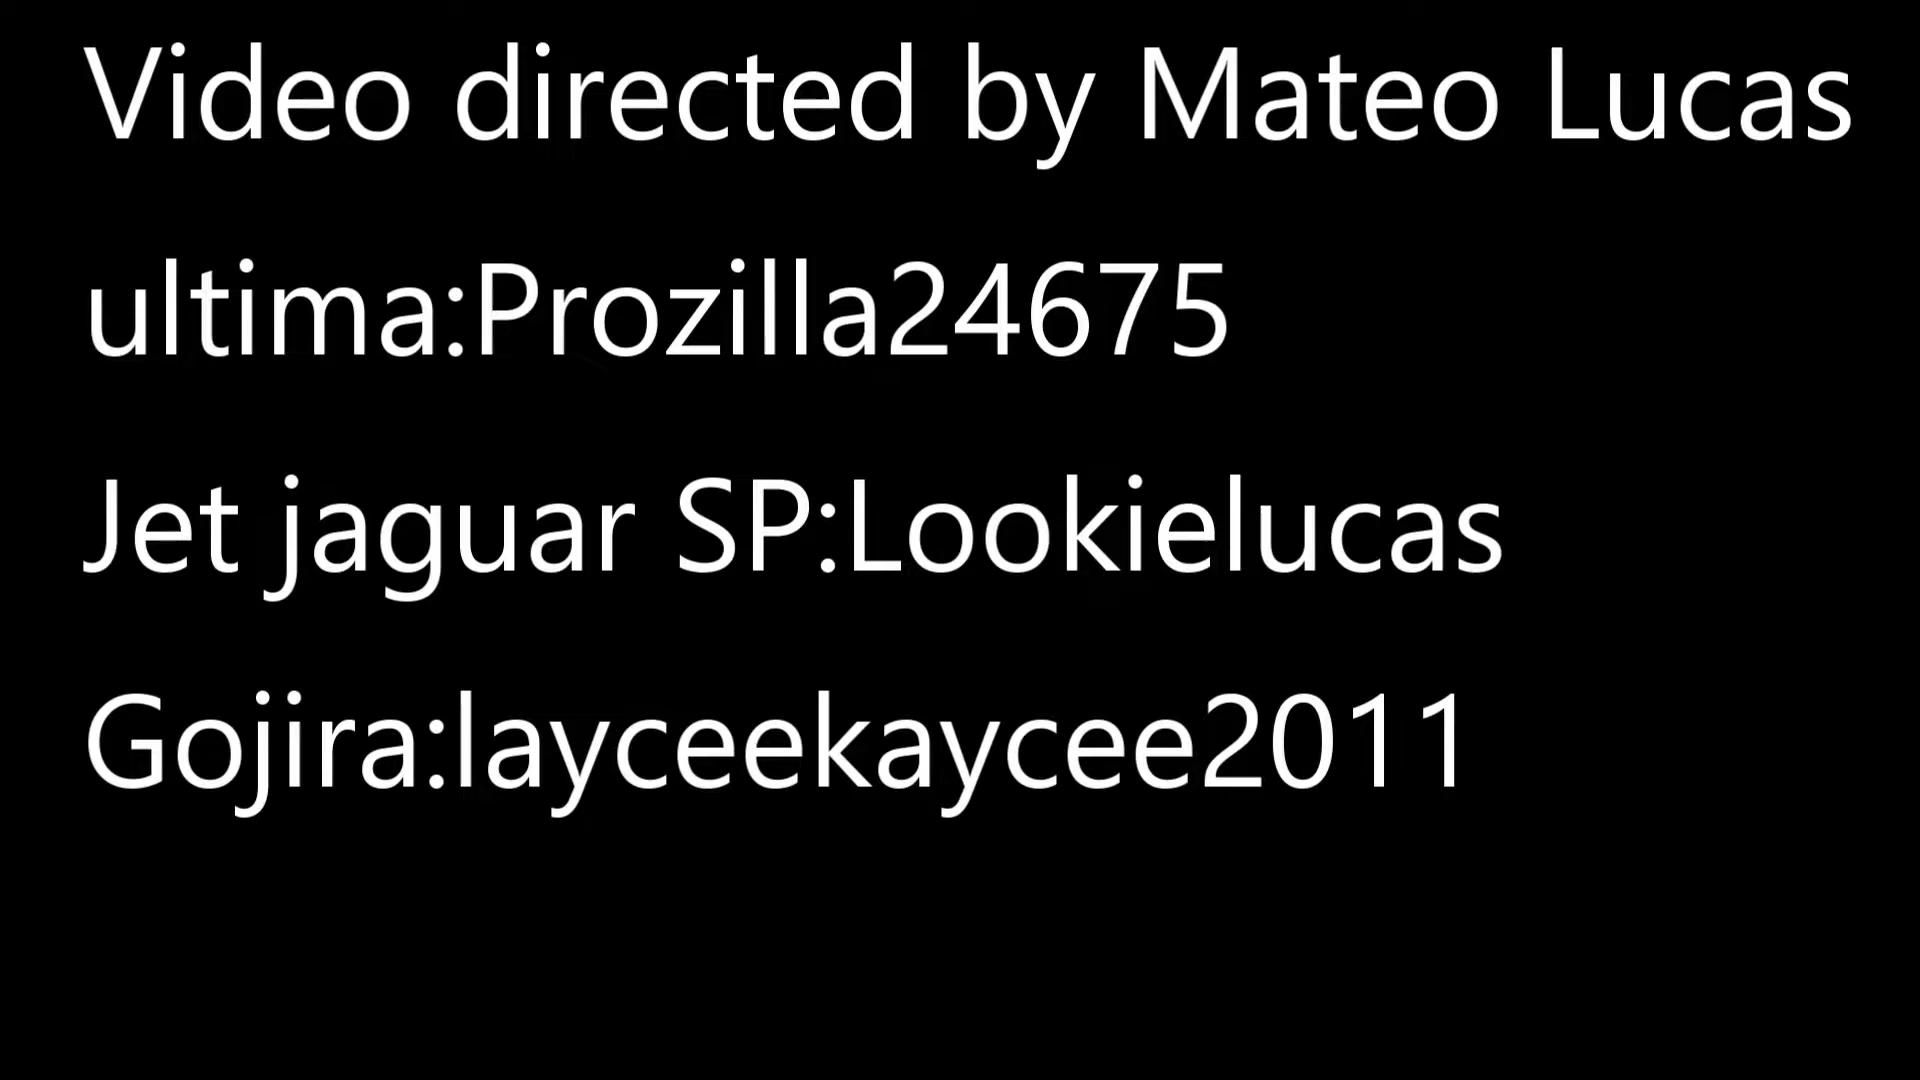 Video directed by Mateo Lucas
ultima:Prozilla24675
Jet jaguar SP:Lookielucas
Gojira:layceekaycee2011